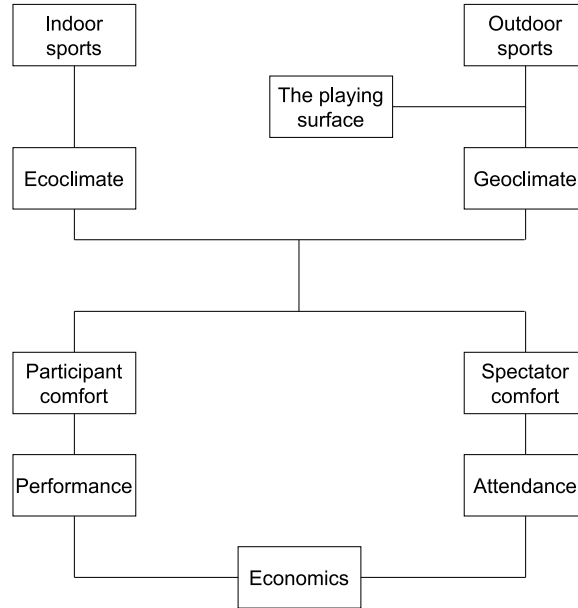 Indoor
sports
Outdoor
sports
The playing
surface
Ecoclimate
Geoclimate
Participant
comfort
Spectator
comfort
Performance
Attendance
Economics